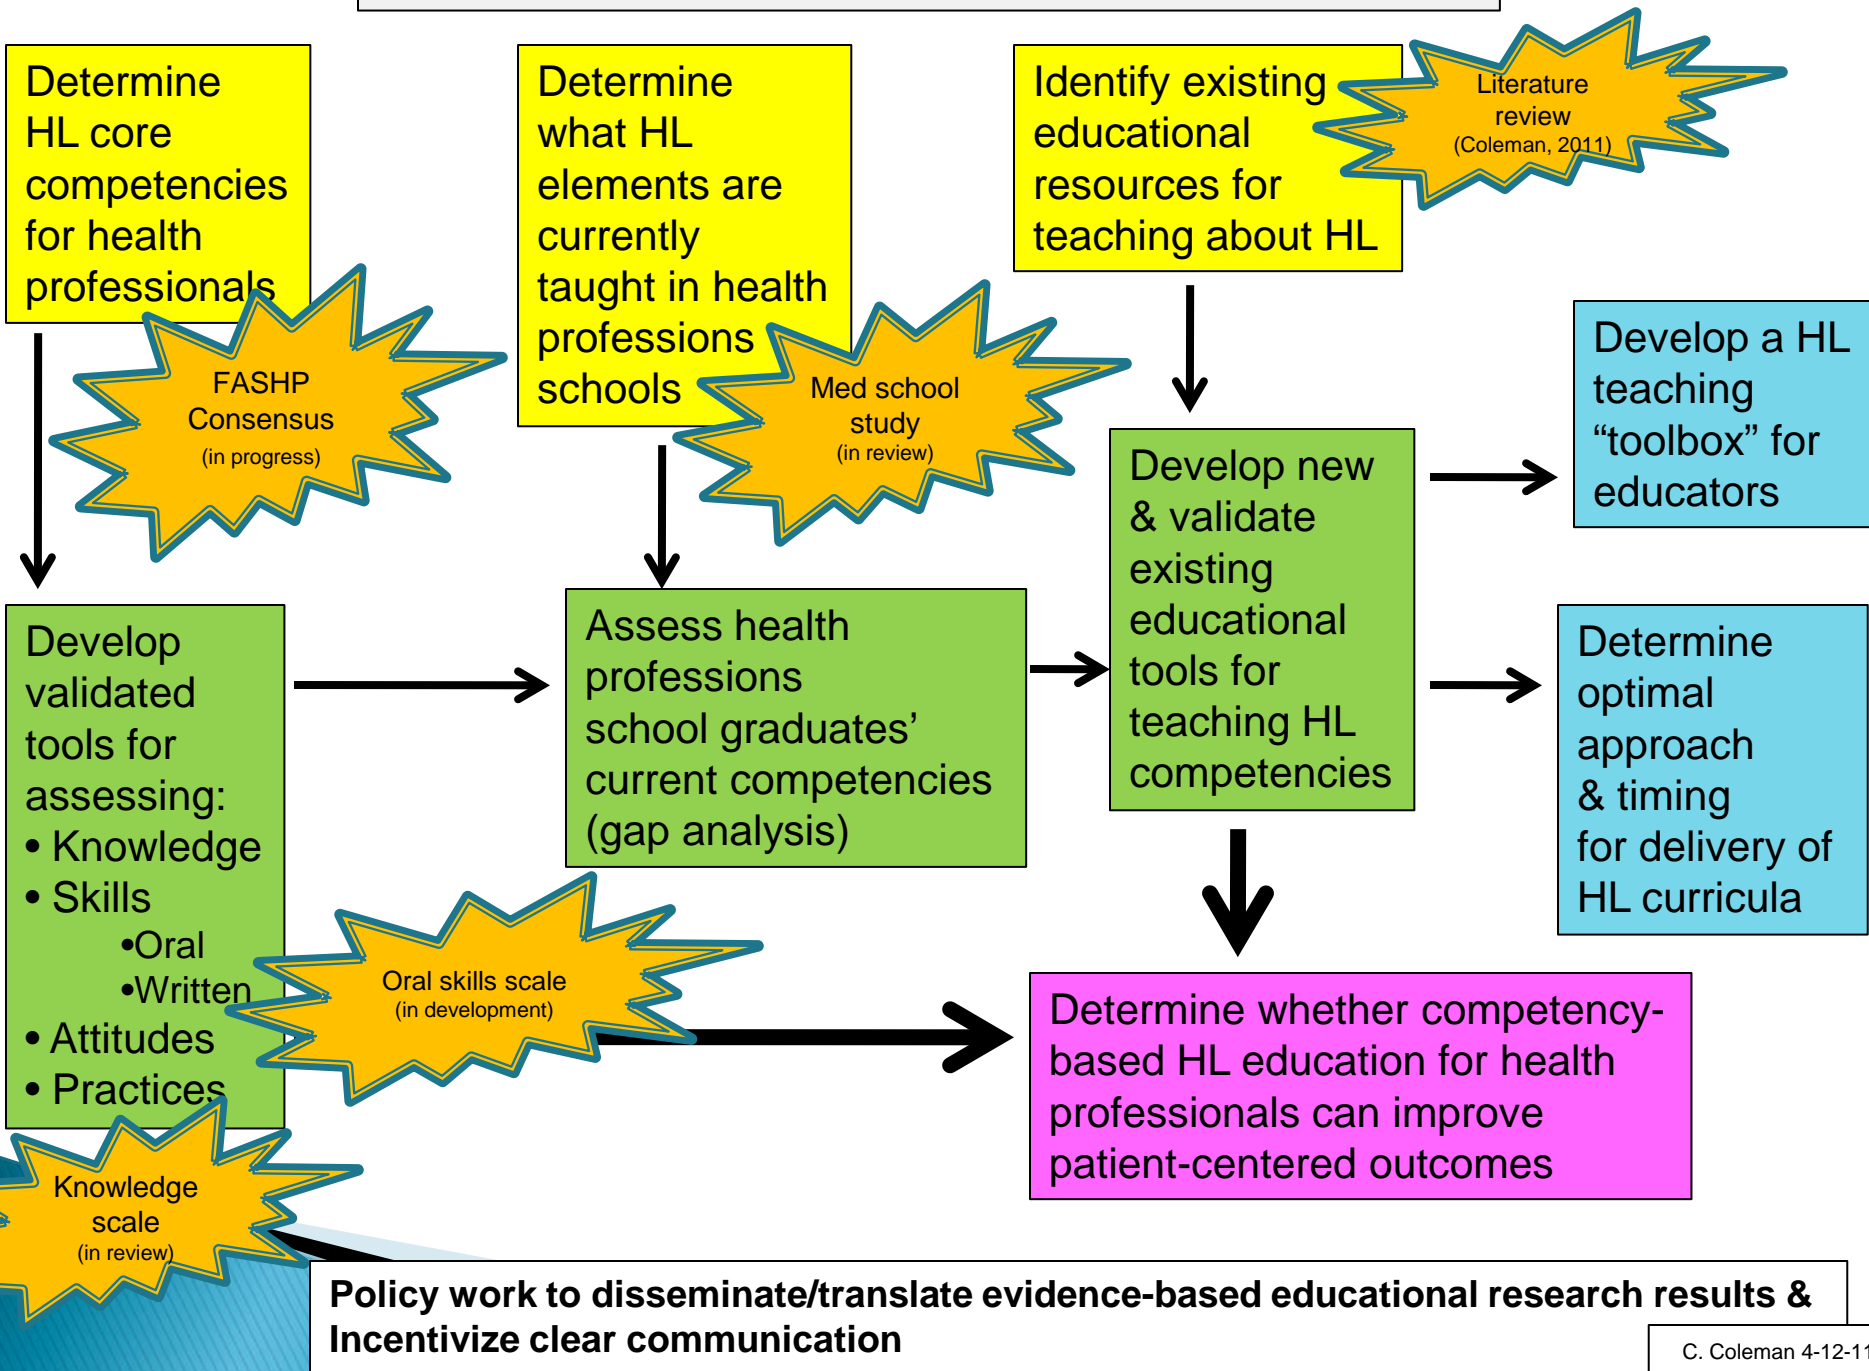 Determine
HL core
competencies
for health
professionals
Determine
what HL
elements are
currently
taught in health
professions
schools
Identify existing
educational
resources for
teaching about HL
Literature
review
(Coleman, 2011)
FASHP
Consensus
(in progress)
Med school
study
(in review)
Develop a HL
teaching
“toolbox” for
educators
Develop new
& validate
existing
educational
tools for
teaching HL
competencies
Develop
validated
tools for
assessing:
• Knowledge
• Skills
•Oral
•Written
• Attitudes
• Practices
Assess health
professions
school graduates’
current competencies
(gap analysis)
Determine
optimal
approach
& timing
for delivery of
HL curricula
Oral skills scale
(in development)
Determine whether competency-
based HL education for health
professionals can improve
patient-centered outcomes
Knowledge
scale
(in review)
Policy work to disseminate/translate evidence-based educational research results &
Incentivize clear communication
C. Coleman 4-12-11